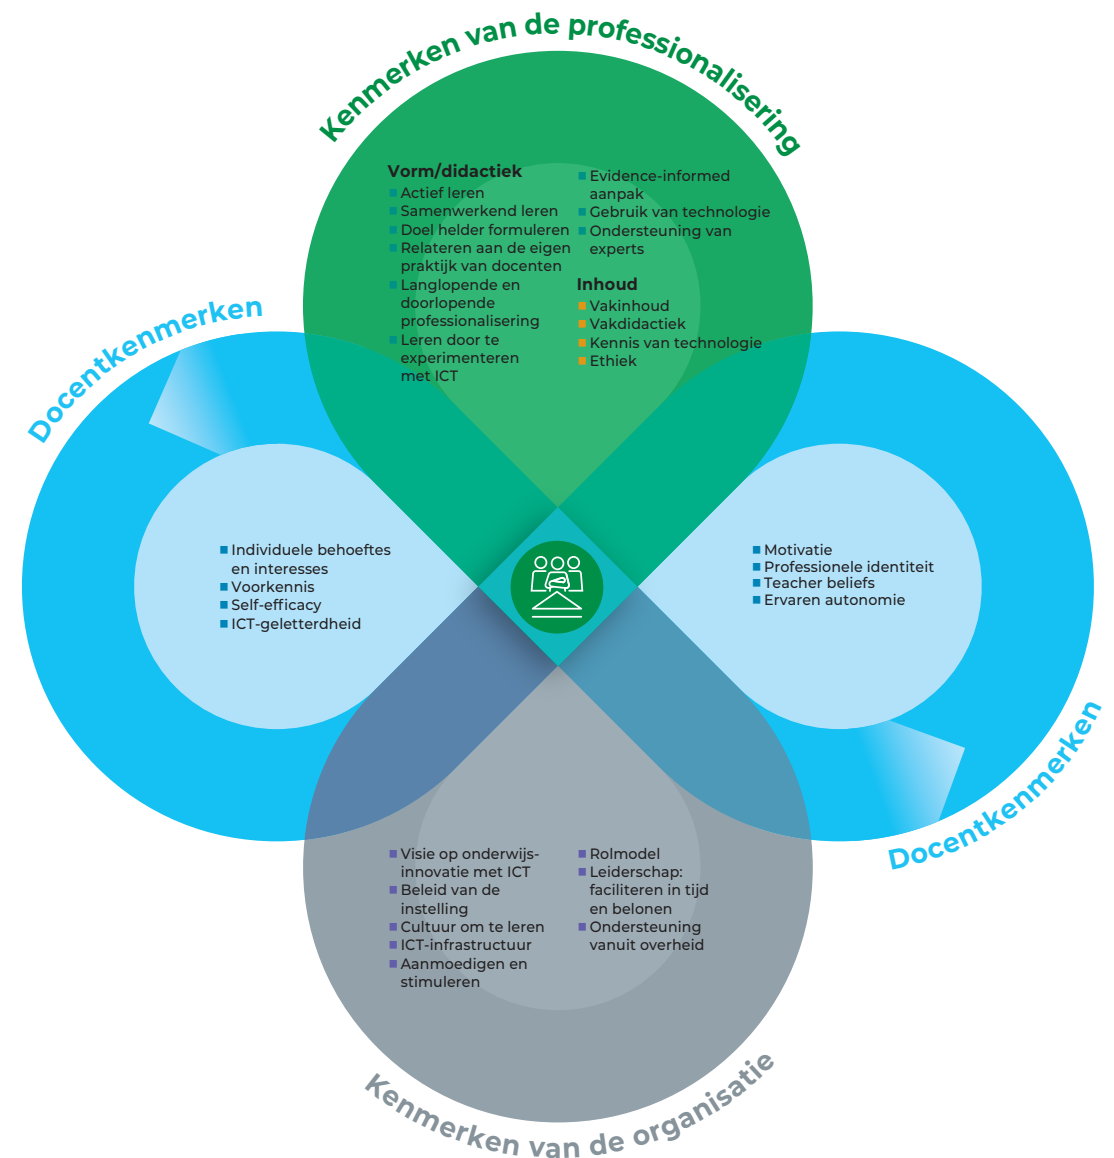 Kenmerken van de professionalisering
Vorm/didactiek
Actief leren
Samenwerkend leren
Doel helder formuleren
Relateren aan de eigen
praktijk van docenten
Langlopende en
doorlopende
professionalisering
Leren door te
experimenteren
met ICT
Evidence-informed
aanpak
Gebruik van technologie
Ondersteuning van
experts
Inhoud
Vakinhoud
Vakdidactiek
Kennis van technologie
Ethiek
Docentkenmerken
Individuele behoeftes
en interesses
Voorkennis
Self-efficacy
ICT-geletterdheid
Motivatie
Professionele identiteit
Teacher beliefs
Ervaren autonomie
Docentkenmerken
Visie op onderwijs-
innovatie met ICT
Beleid van de
instelling
Cultuur om te leren
ICT-infrastructuur
Aanmoedigen en
stimuleren
Rolmodel
Leiderschap:
faciliteren in tijd
en belonen
Ondersteuning
vanuit overheid
Kenmerken van de organisatie